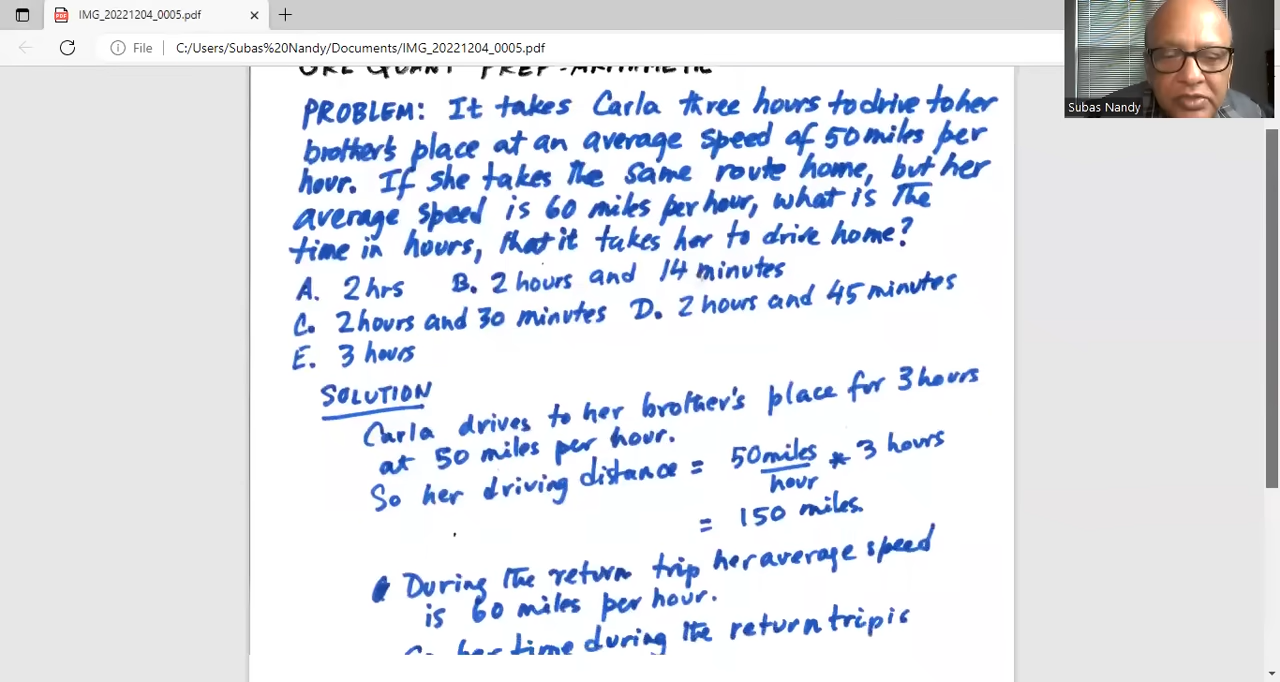 IMG_20221204_0005.pdf
File
C:/Users/Subas%20Nandy/Documents/IMG_20221204_0005.pdf
Subas Nandy
GRE QUANT PREP-ARITHMETIC
PROBLEM: It takes Carla three hours to drive to her
brother's place at an average speed of 50 miles per
hour. If she takes the same route home, but her
average speed is 60 miles per hour, what is the
time in hours, that it takes her to drive home?
A. 2 hrs B. 2 hours and 14 minutes
C. 2 hours and 30 minutes D. 2 hours and 45 minutes
E. 3 hours
SOLUTION
Carla drives to her brother's place for 3 hours
at 50 miles per hour.
So her driving distance = 50 miles/hour * 3 hours
= 150 miles.
During the return trip her average speed
is 60 miles per hour.
So her time during the return trip is